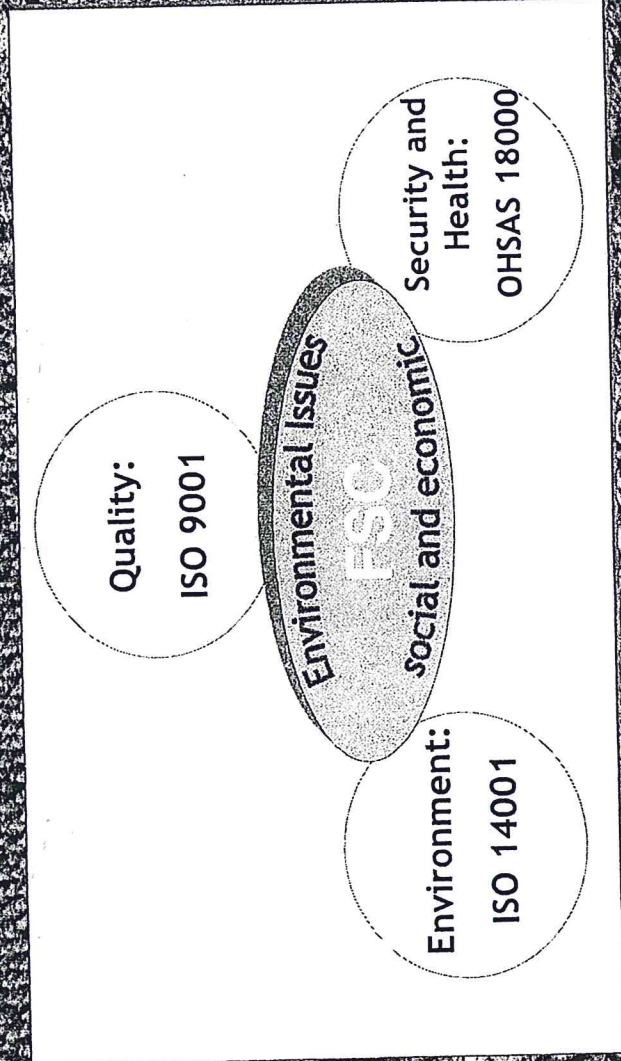 Quality:
ISO 9001
Environmental Issues
FSC
social and economic
Environment:
ISO 14001
Security and
Health:
OHSAS 18000